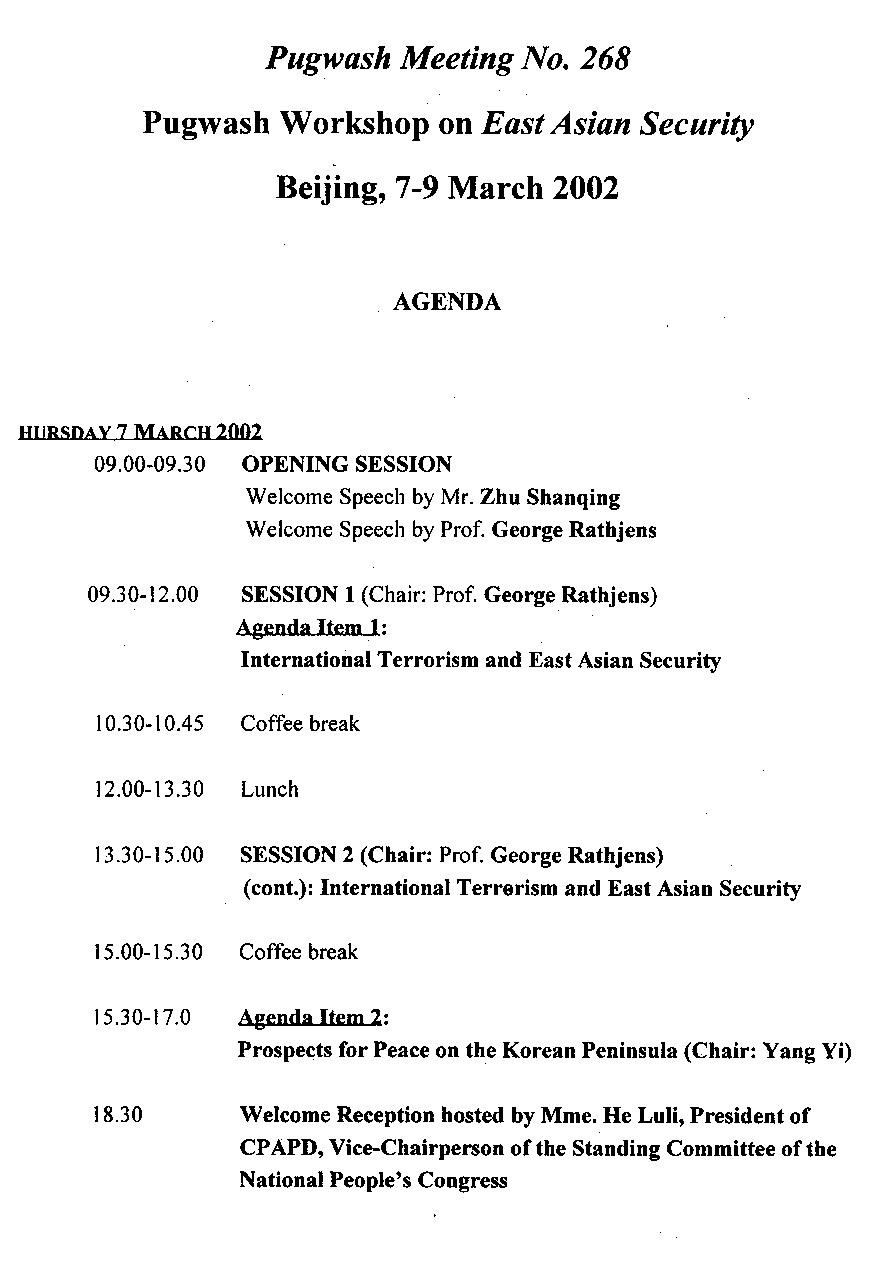 Pugwash Meeting No. 268
Pugwash Workshop on East Asian Security
Beijing, 7-9 March 2002
AGENDA
HURSDAY 7 MARCH 2002
09.00-09.30 OPENING SESSION
Welcome Speech by Mr. Zhu Shanqing
Welcome Speech by Prof. George Rathjens
09.30-12.00 SESSION 1 (Chair: Prof. George Rathjens)
Agenda Item 1:
International Terrorism and East Asian Security
10.30-10.45 Coffee break
12.00-13.30 Lunch
13.30-15.00 SESSION 2 (Chair: Prof. George Rathjens)
(cont.): International Terrorism and East Asian Security
15.00-15.30 Coffee break
15.30-17.0 Agenda Item 2:
Prospects for Peace on the Korean Peninsula (Chair: Yang Yi)
18.30 Welcome Reception hosted by Mme. He Luli, President of
CPAPD, Vice-Chairperson of the Standing Committee of the
National People's Congress